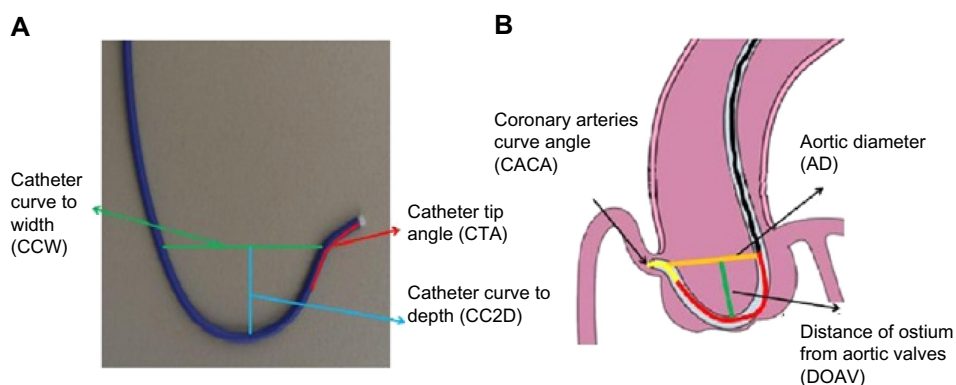 A
B
Catheter
curve to
width
(CCW)
Catheter tip
angle (CTA)
Catheter curve to
depth (CC2D)
Coronary arteries
curve angle
(CACA)
Aortic diameter
(AD)
Distance of ostium
from aortic valves
(DOAV)